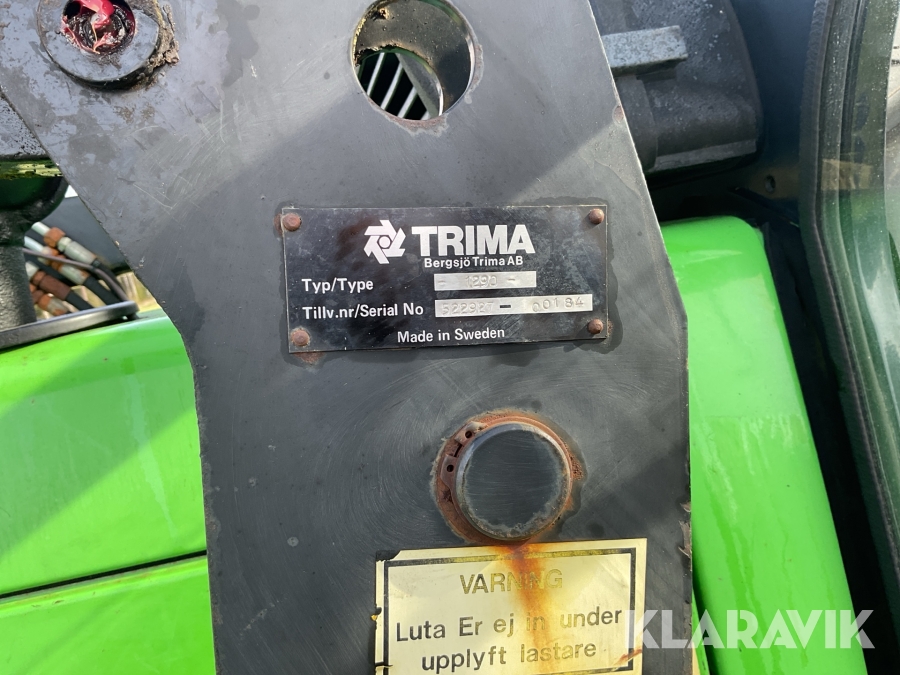 TRIMA
Bergsjö Trima AB
Typ/Type - 1290 -
Tillv.nr/Serial No - 60184
Made in Sweden
VARNING
Luta Er ej in under
upplyft lastare
KLARAVIK